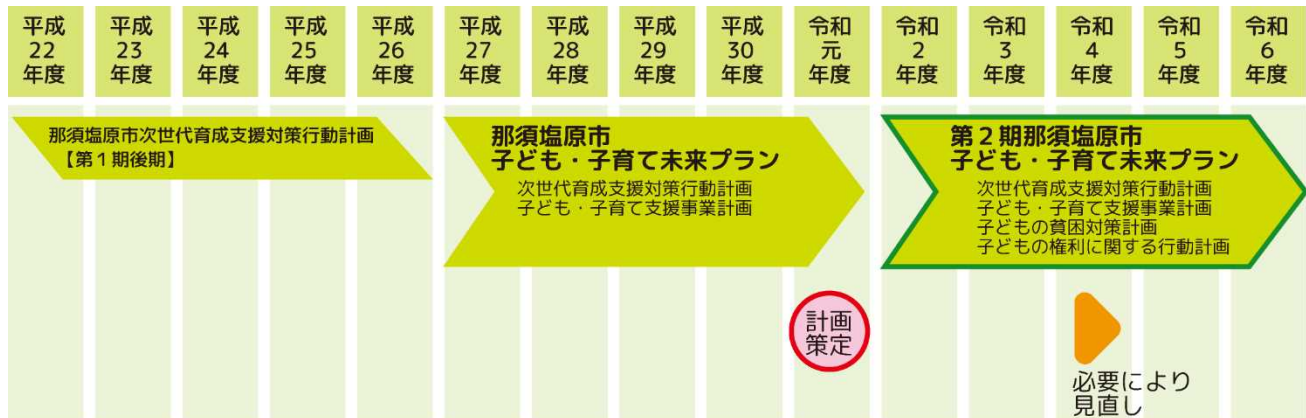 平成
22
年度
平成
23
年度
平成
24
年度
平成
25
年度
平成
26
年度
平成
27
年度
平成
28
年度
平成
29
年度
平成
30
年度
令和
元
年度
令和
2
年度
令和
3
年度
令和
4
年度
令和
5
年度
令和
6
年度
那須塩原市次世代育成支援対策行動計画
【第1期後期】
那須塩原市
子ども・子育て未来プラン
次世代育成支援対策行動計画
子ども・子育て支援事業計画
第2期那須塩原市
子ども・子育て未来プラン
次世代育成支援対策行動計画
子ども・子育て支援事業計画
子どもの貧困対策計画
子どもの権利に関する行動計画
計画
策定
必要により
見直し